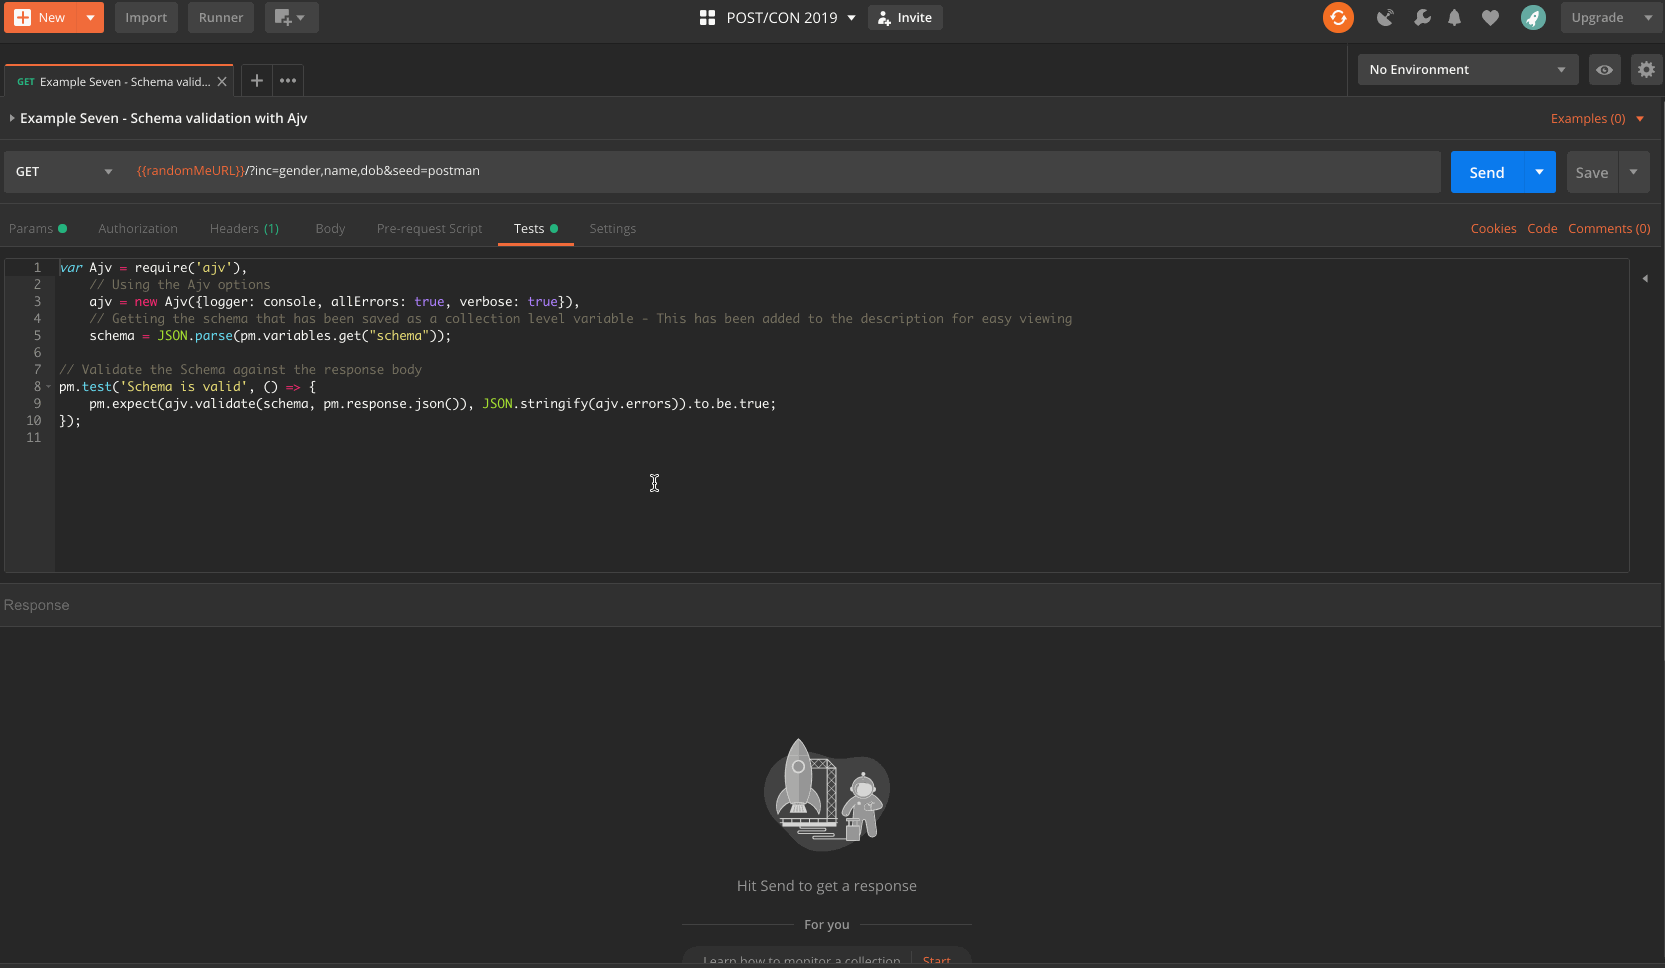 New Import Runner POST/CON 2019 Invite Upgrade
GET Example Seven - Schema valid... No Environment
Example Seven - Schema validation with Ajv Examples (0)
GET {{randomMeURL}}/?inc=gender,name,dob&seed=postman Send Save
Params Authorization Headers (1) Body Pre-request Script Tests Settings Cookies Code Comments (0)
1 var Ajv = require('ajv'),
2 // Using the Ajv options
3 ajv = new Ajv({logger: console, allErrors: true, verbose: true}),
4 // Getting the schema that has been saved as a collection level variable - This has been added to the description for easy viewing
5 schema = JSON.parse(pm.variables.get("schema"));
6
7 // Validate the Schema against the response body
8 pm.test('Schema is valid', () => {
9 pm.expect(ajv.validate(schema, pm.response.json()), JSON.stringify(ajv.errors)).to.be.true;
10 });
11
Response
Hit Send to get a response
For you
Learn how to monitor a collection Start